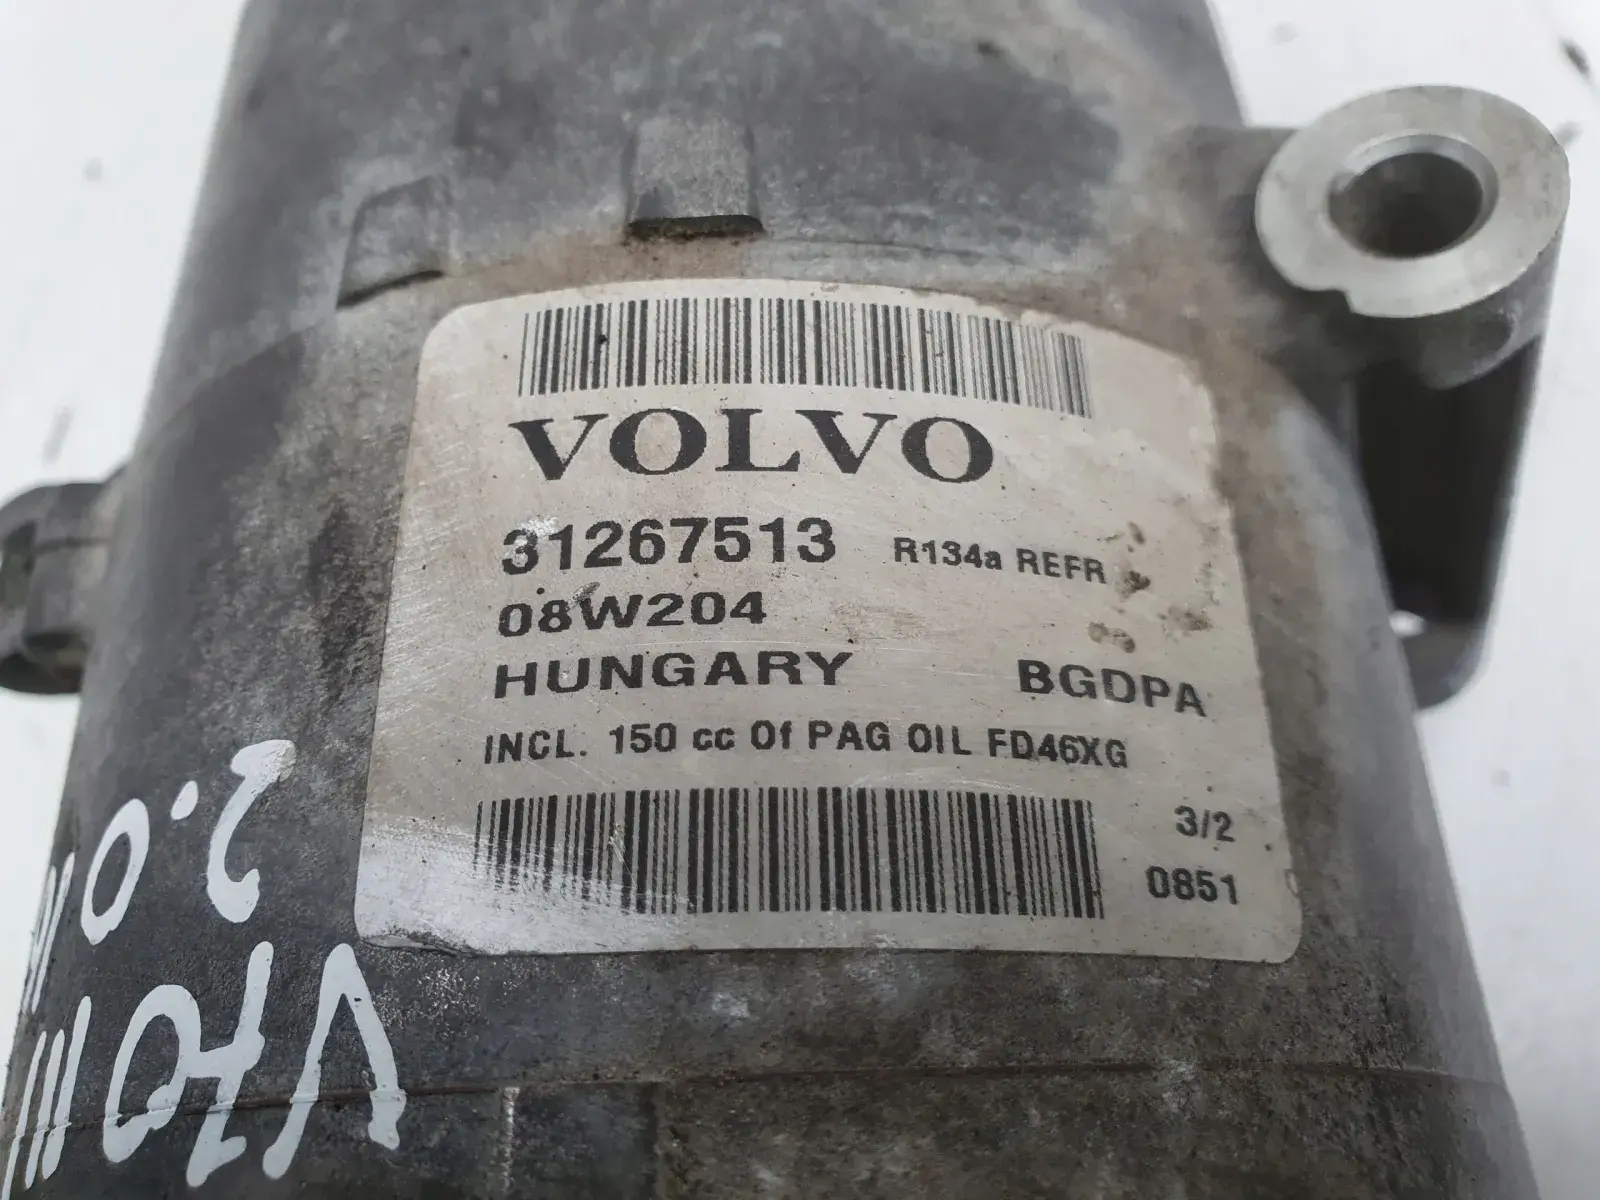 VOLVO
31267513 R134a REFR
08W204
HUNGARY BGDPA
INCL. 150 cc Of PAG OIL FD46XG
3/2
0851
2.0
V70 III